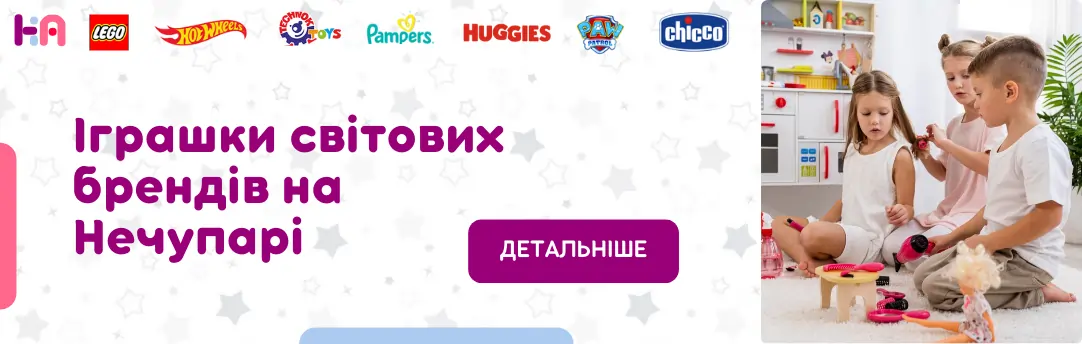 НА
LEGO
Hot Wheels
TECHNOK TOYS
Pampers
HUGGIES
PAW PATROL
chicco
Іграшки світових
брендів на
Нечупарі
ДЕТАЛЬНІШЕ